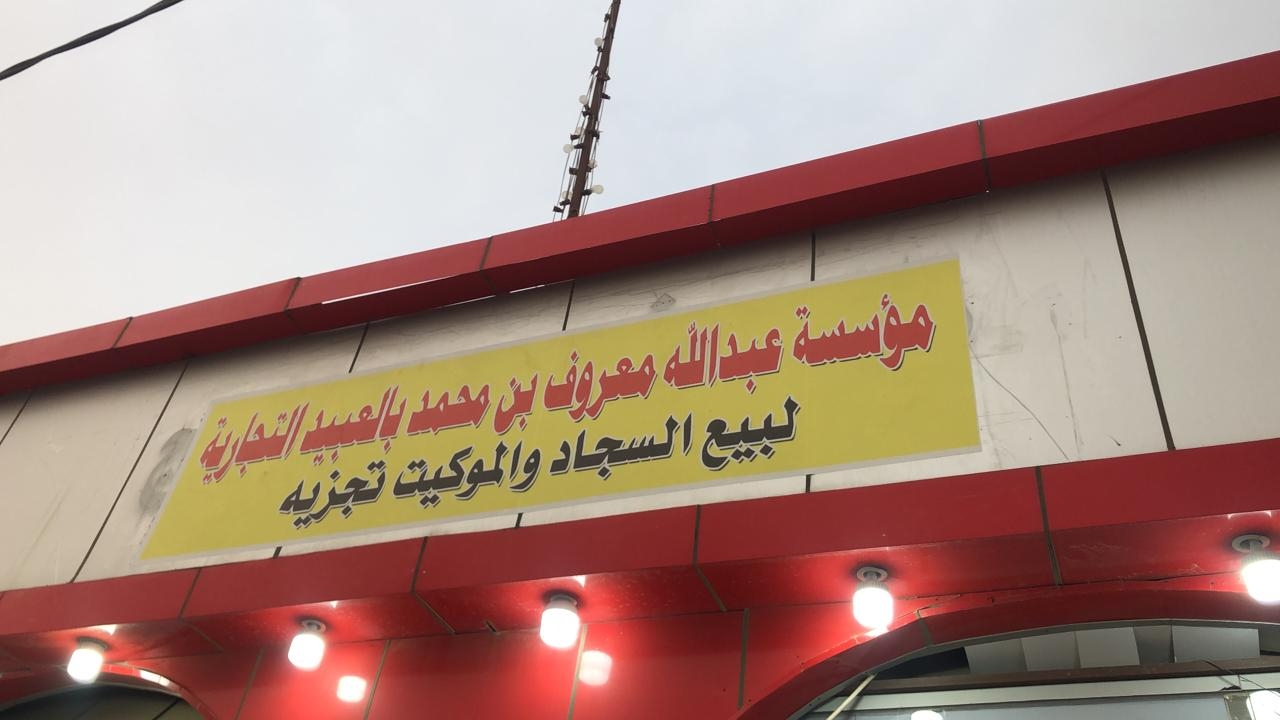 مؤسسة عبدالله معروف بن محمد بالعبيد التجارية
لبيع السجاد والموكيت تجزيه